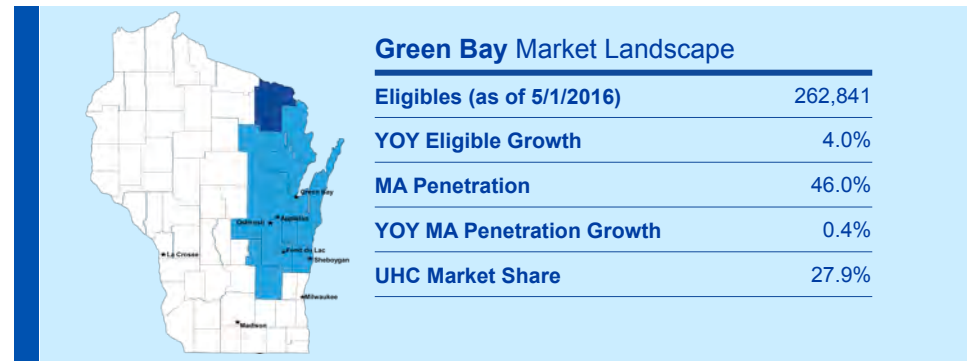 Green Bay Market Landscape
Eligibles (as of 5/1/2016) 262,841
YOY Eligible Growth 4.0%
MA Penetration 46.0%
YOY MA Penetration Growth 0.4%
UHC Market Share 27.9%
Green Bay
Appleton
Oshkosh
Fond du Lac
La Crosse
Sheboygan
Milwaukee
Madison